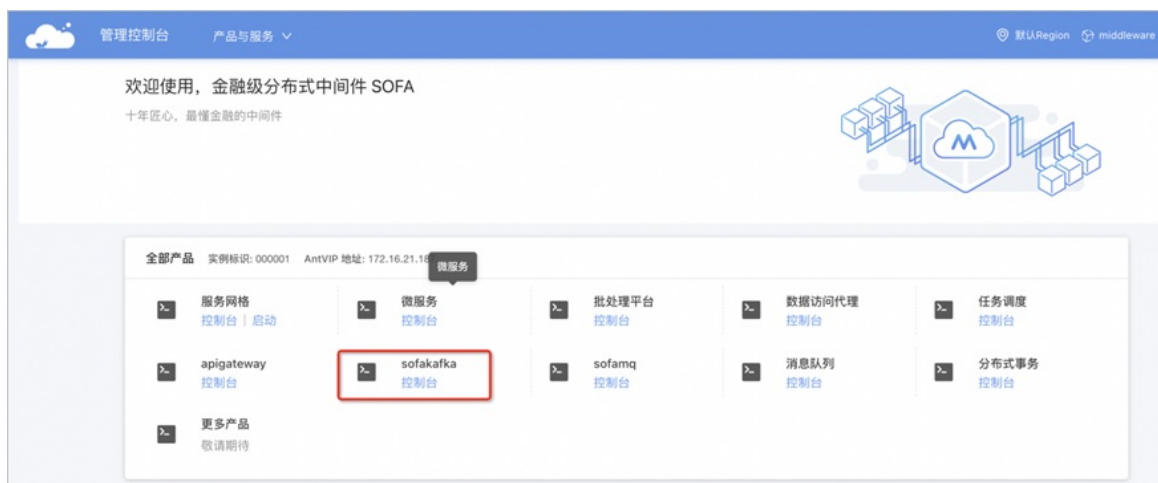 管理控制台 产品与服务 默认Region middleware
欢迎使用，金融级分布式中间件 SOFA
十年匠心，最懂金融的中间件
全部产品 实例标识: 000001 AntVIP 地址: 172.16.21.18
微服务
服务网格 微服务 批处理平台 数据访问代理 任务调度
控制台 | 启动 控制台 控制台 控制台 控制台
apigateway sofakafka sofamq 消息队列 分布式事务
控制台 控制台 控制台 控制台 控制台
更多产品
敬请期待